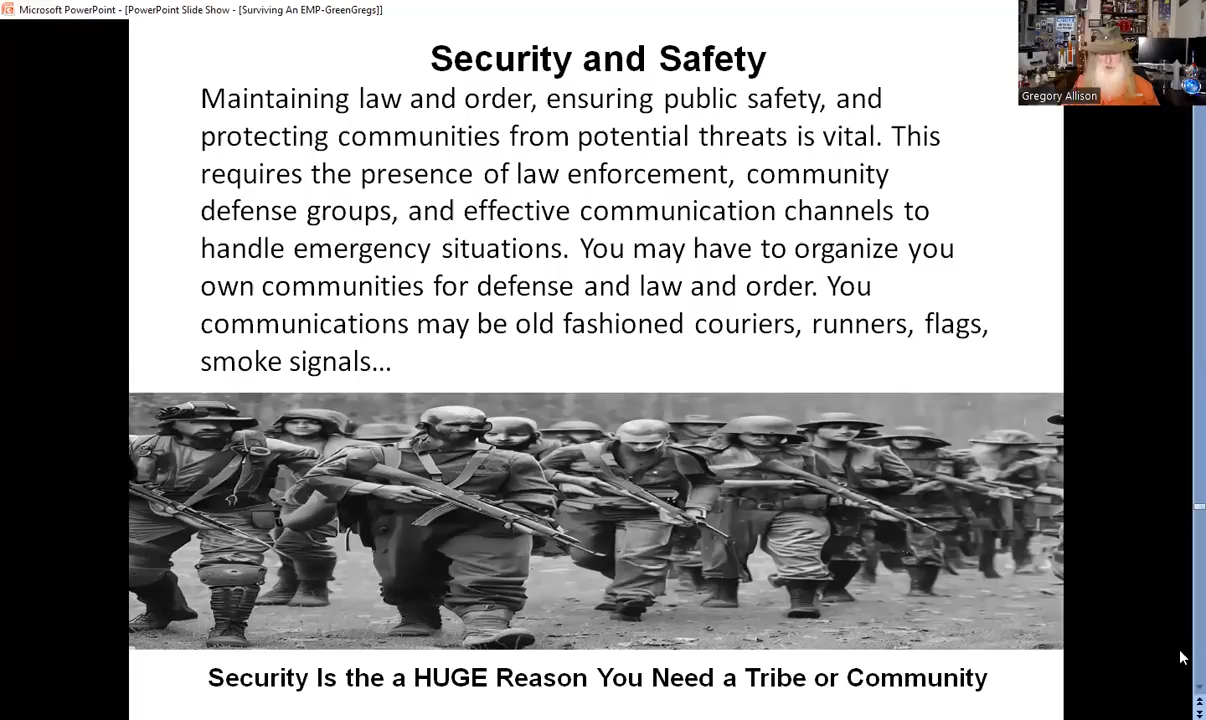 Microsoft PowerPoint - [PowerPoint Slide Show - [Surviving An EMP-GreenGregs]]
Security and Safety
Maintaining law and order, ensuring public safety, and
protecting communities from potential threats is vital. This
requires the presence of law enforcement, community
defense groups, and effective communication channels to
handle emergency situations. You may have to organize you
own communities for defense and law and order. You
communications may be old fashioned couriers, runners, flags,
smoke signals...
Security Is the a HUGE Reason You Need a Tribe or Community
Gregory Allison